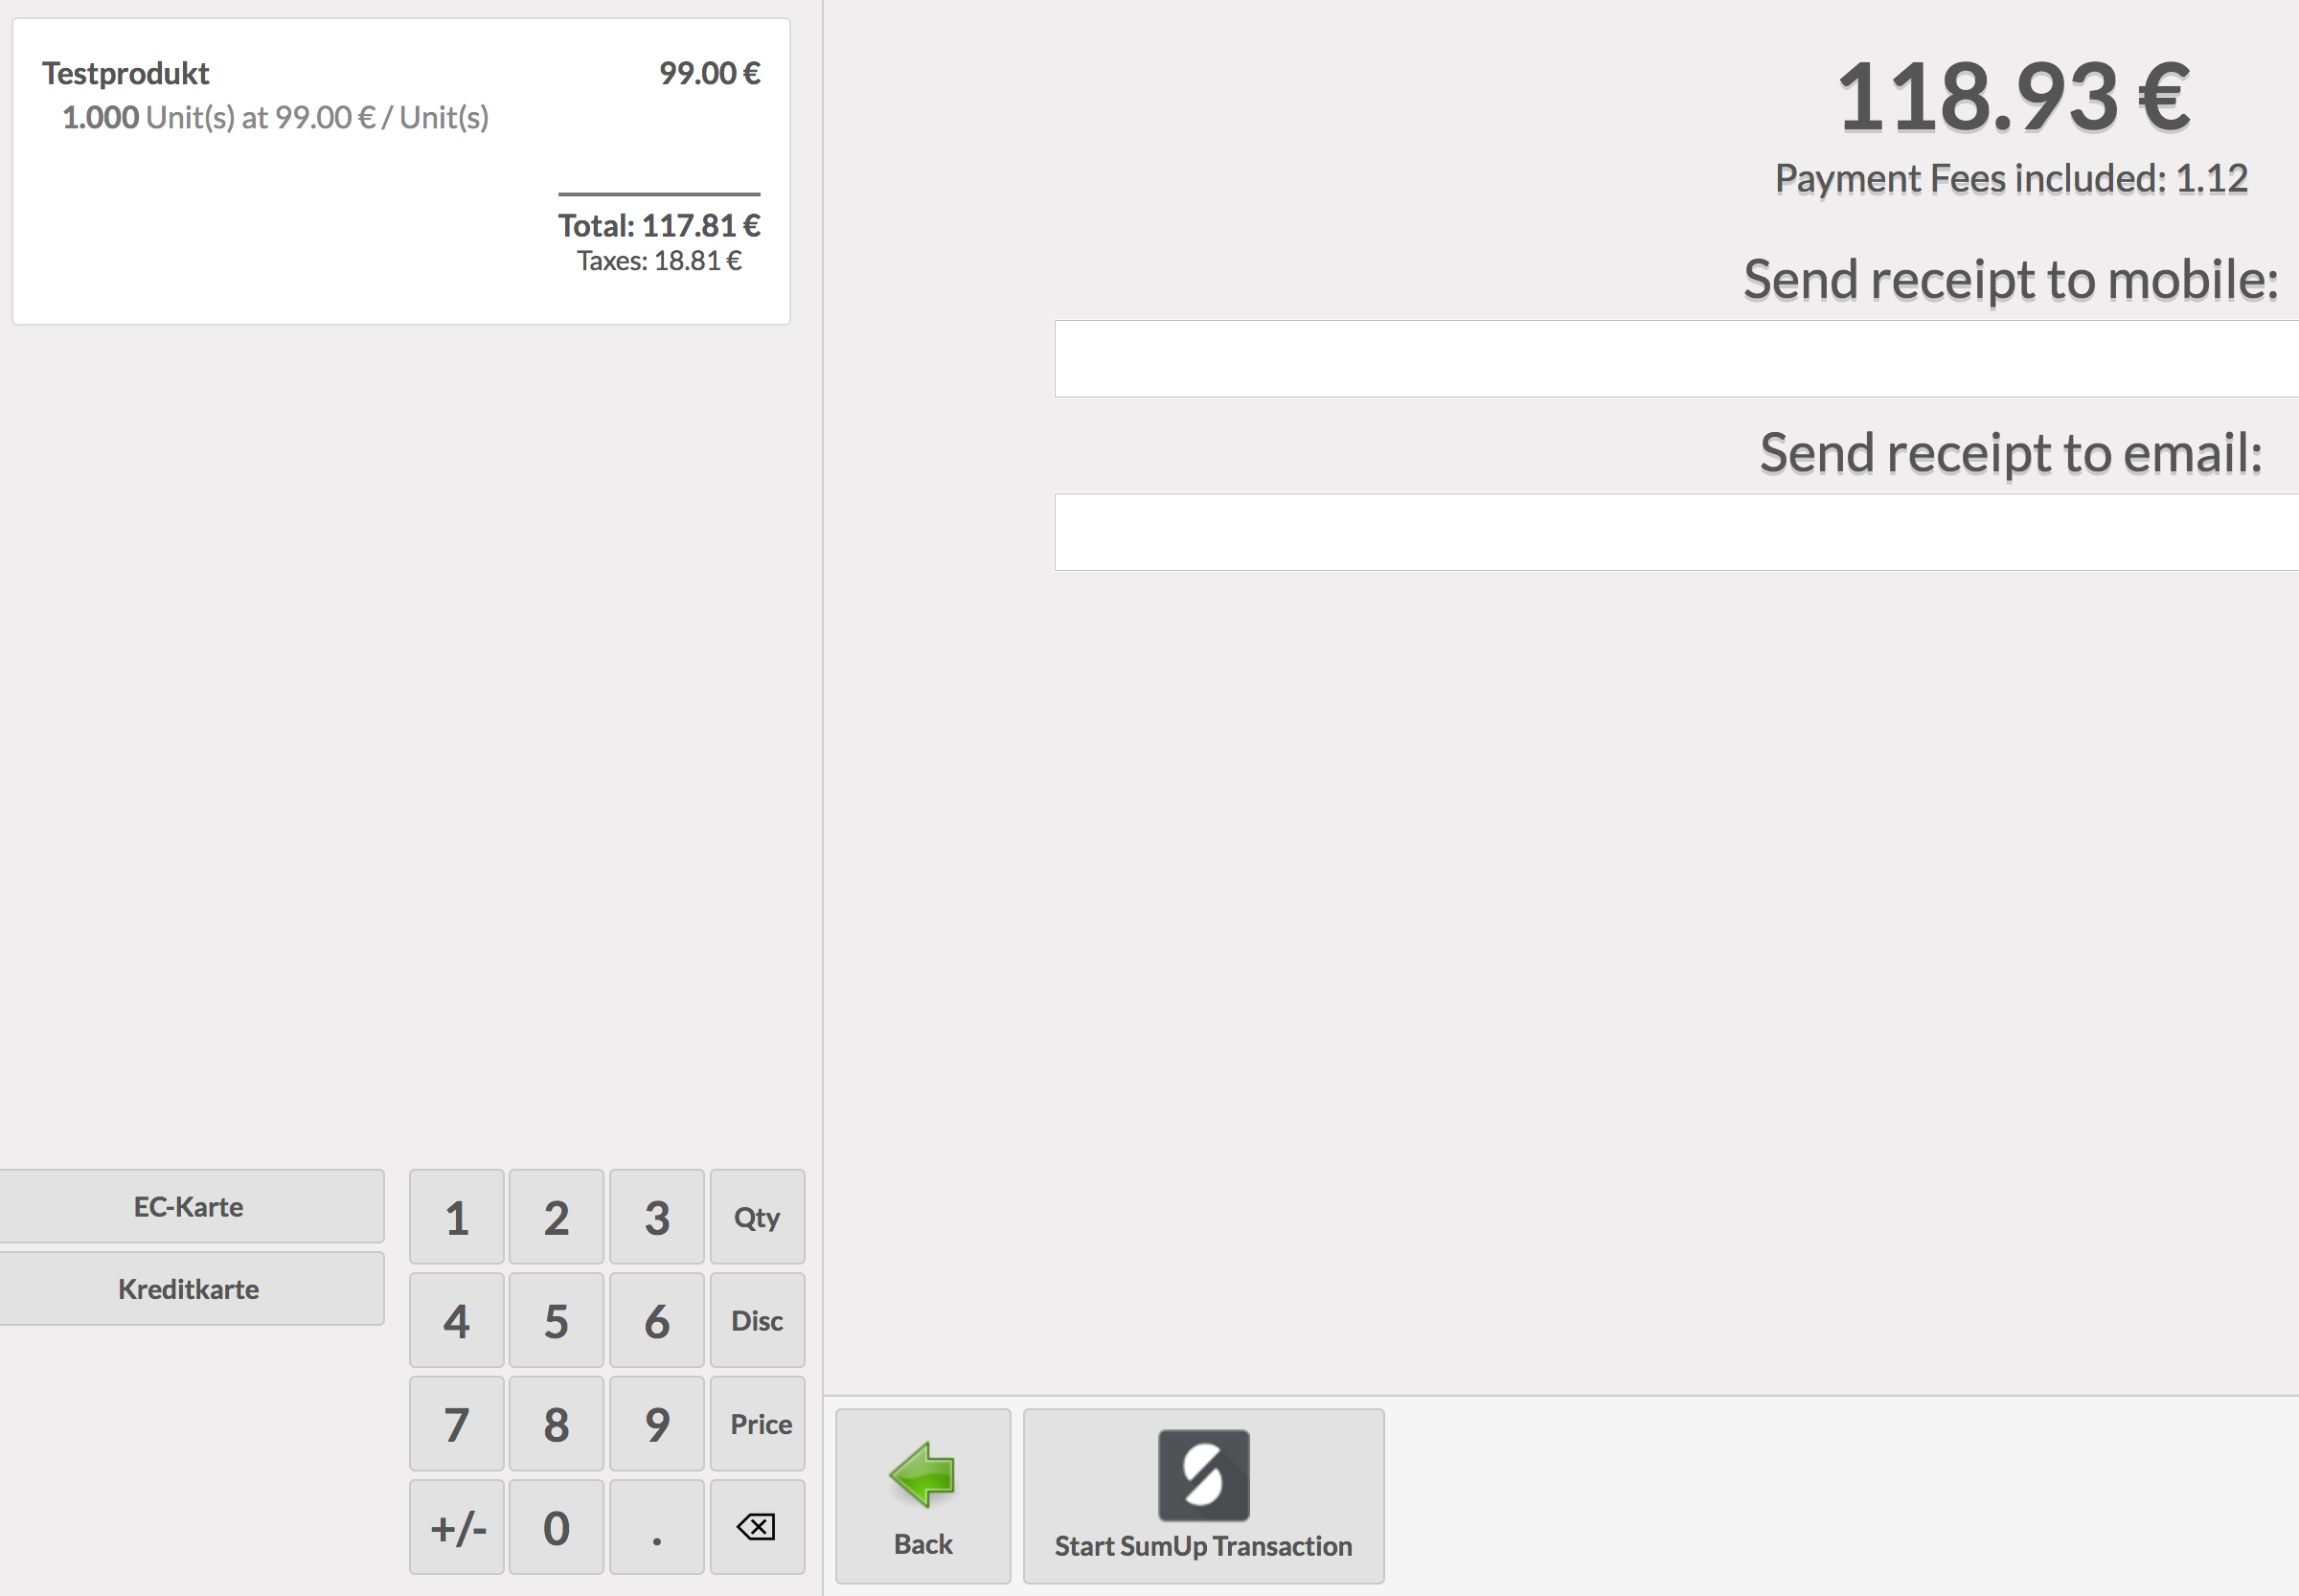 Testprodukt 99.00 €
1.000 Unit(s) at 99.00 € / Unit(s)
Total: 117.81 €
Taxes: 18.81 €
118.93 €
Payment Fees included: 1.12
Send receipt to mobile:
Send receipt to email:
EC-Karte
Kreditkarte
1 2 3 Qty
4 5 6 Disc
7 8 9 Price
+/- 0 .
Back
Start SumUp Transaction